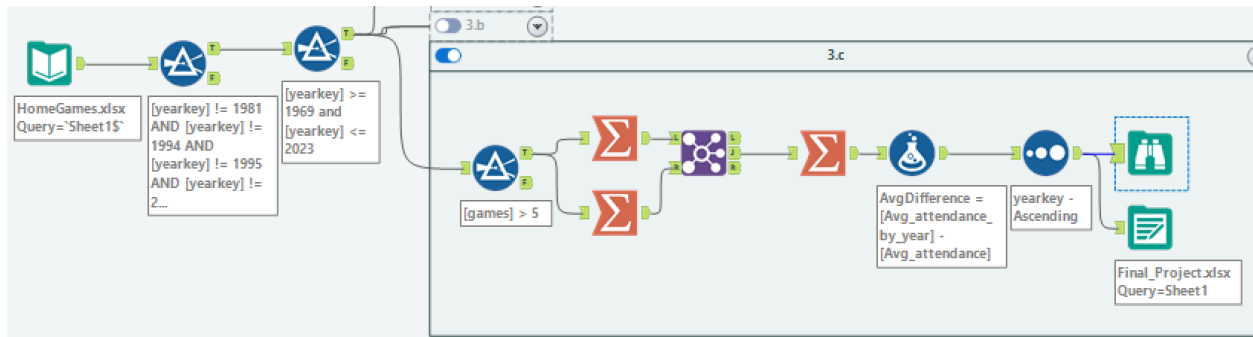 3.b
3.c
T
F
T
F
HomeGames.xlsx
Query=`Sheet1$`
[yearkey] != 1981
AND [yearkey] !=
1994 AND
[yearkey] != 1995
AND [yearkey] !=
2...
[yearkey] >=
1969 and
[yearkey] <=
2023
T
F
[games] > 5
L
R
L
J
R
AvgDifference =
[Avg_attendance_
by_year] -
[Avg_attendance]
yearkey -
Ascending
Final_Project.xlsx
Query=Sheet1